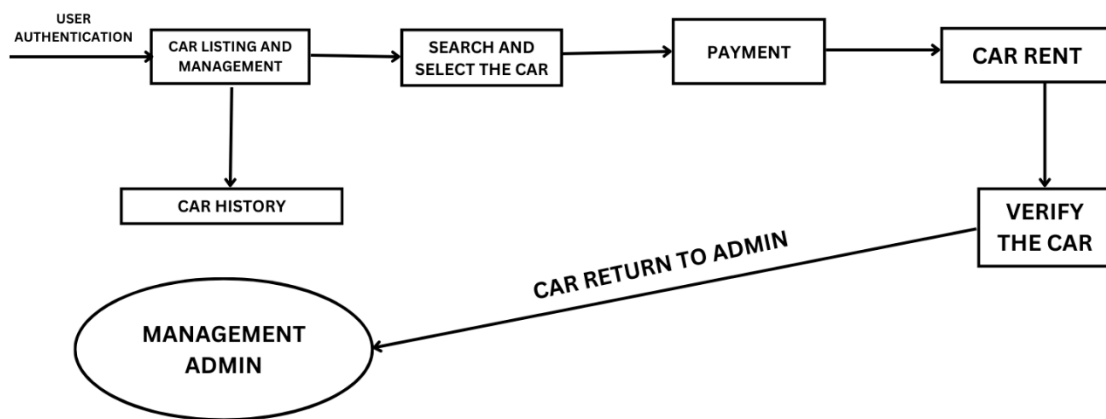 USER
AUTHENTICATION
CAR LISTING AND
MANAGEMENT
SEARCH AND
SELECT THE CAR
PAYMENT
CAR RENT
CAR HISTORY
VERIFY
THE CAR
CAR RETURN TO ADMIN
MANAGEMENT
ADMIN